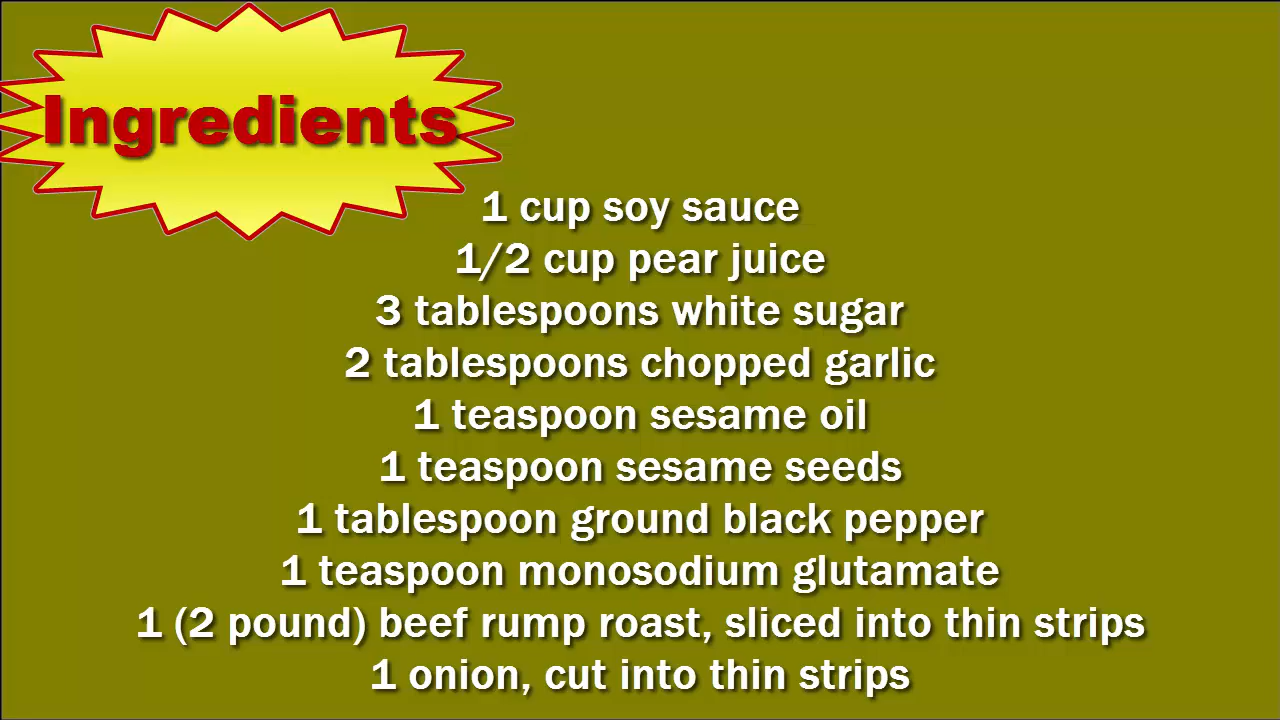 Ingredients
1 cup soy sauce
1/2 cup pear juice
3 tablespoons white sugar
2 tablespoons chopped garlic
1 teaspoon sesame oil
1 teaspoon sesame seeds
1 tablespoon ground black pepper
1 teaspoon monosodium glutamate
1 (2 pound) beef rump roast, sliced into thin strips
1 onion, cut into thin strips